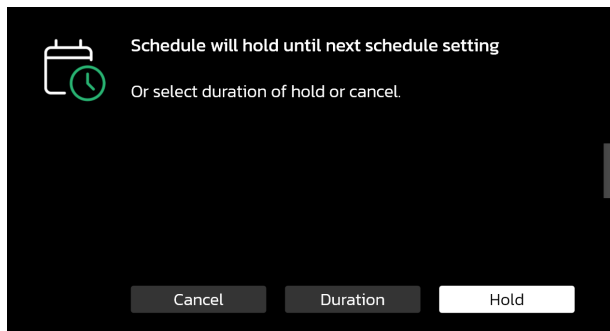 Schedule will hold until next schedule setting
Or select duration of hold or cancel.
Cancel
Duration
Hold